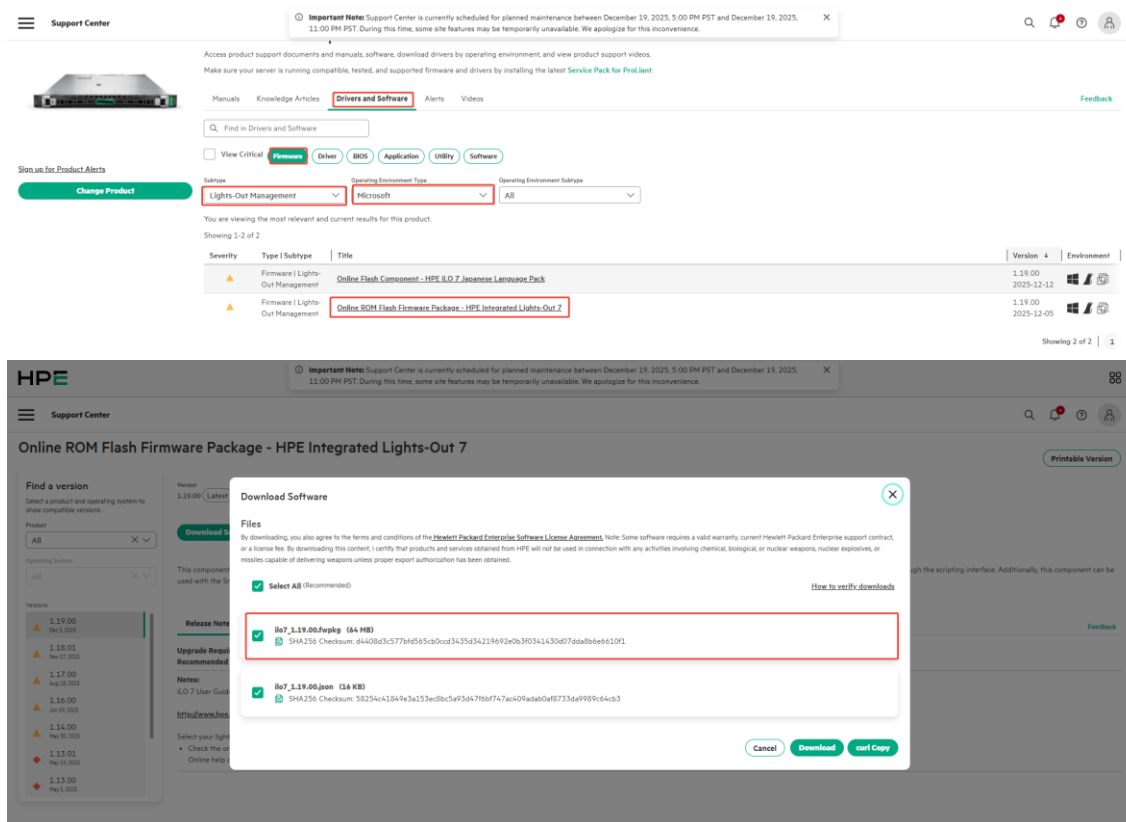 Support Center
Important Note: Support Center is currently scheduled for planned maintenance between December 19, 2025, 5:00 PM PST and December 19, 2025,
11:00 PM PST. During this time, some site features may be temporarily unavailable. We apologize for this inconvenience.
Access product support documents and manuals, software, download drivers by operating environment, and view product support videos.
Make sure your server is running compatible, tested, and supported firmware and drivers by installing the latest Service Pack for ProLiant.
Manuals Knowledge Articles Drivers and Software Alerts Videos
Feedback
Find in Drivers and Software
View Critical Firmware Driver BIOS Application Utility Software
Sign up for Product Alerts
Change Product
Subtype Operating Environment Type Operating Environment Subtype
Lights-Out Management Microsoft All
You are viewing the most relevant and current results for this product.
Showing 1-2 of 2
Severity Type | Subtype Title Version Environment
Firmware | Lights-
Out Management
Online Flash Component - HPE iLO 7 Japanese Language Pack
1.19.00
2025-12-12
Firmware | Lights-
Out Management
Online ROM Flash Firmware Package - HPE Integrated Lights-Out 7
1.19.00
2025-12-05
Showing 2 of 2 1
HPE
Important Note: Support Center is currently scheduled for planned maintenance between December 19, 2025, 5:00 PM PST and December 19, 2025,
11:00 PM PST. During this time, some site features may be temporarily unavailable. We apologize for this inconvenience.
Support Center
Online ROM Flash Firmware Package - HPE Integrated Lights-Out 7
Printable Version
Find a version
Select a product and operating system to
show compatible versions.
Product
All
Operating System
All
Versions
1.19.00
Dec 5, 2025
1.18.01
Nov 17, 2025
1.17.00
Aug 18, 2025
1.16.00
Jun 19, 2025
1.14.00
May 30, 2025
1.13.01
May 19, 2025
1.13.00
May 5, 2025
Version
1.19.00 Latest
Download S
This component
used with the S
ugh the scripting interface. Additionally, this component can be
Release Note
Feedback
Upgrade Requi
Recommended
Notes:
iLO 7 User Guid
http://www.hpe.
Select your ligh
Check the or
Online help
Download Software
Files
By downloading, you also agree to the terms and conditions of the Hewlett Packard Enterprise Software License Agreement. Note: Some software requires a valid warranty, current Hewlett Packard Enterprise support contract,
or a license fee. By downloading this content, I certify that products and services obtained from HPE will not be used in connection with any activities involving chemical, biological, or nuclear weapons, nuclear explosives, or
missiles capable of delivering weapons unless proper export authorization has been obtained.
Select All (Recommended)
How to verify downloads
ilo7_1.19.00.fwpkg (64 MB)
SHA256 Checksum: d4408d3c577bfd565cb0ccd3435d34219692e0b3f0341430d07dda8b6e6610f1
ilo7_1.19.00.json (16 KB)
SHA256 Checksum: 58254c41849e3a153ec8bc5a93d47f6bf747ac409adab0af8733da9989c64cb3
Cancel Download curl Copy